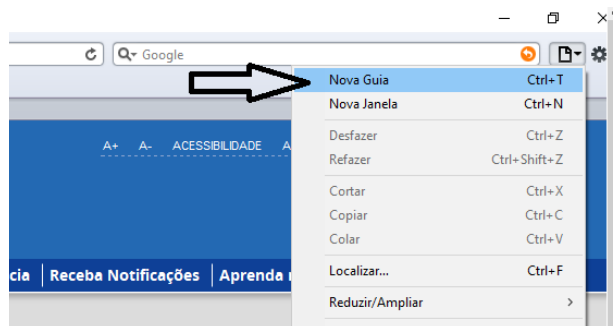 Google
Nova Guia Ctrl+T
Nova Janela Ctrl+N
Desfazer Ctrl+Z
A+ A- ACESSIBILIDADE A
Refazer Ctrl+Shift+Z
Cortar Ctrl+X
Copiar Ctrl+C
Colar Ctrl+V
cia Receba Notificações Aprenda
Localizar... Ctrl+F
Reduzir/Ampliar